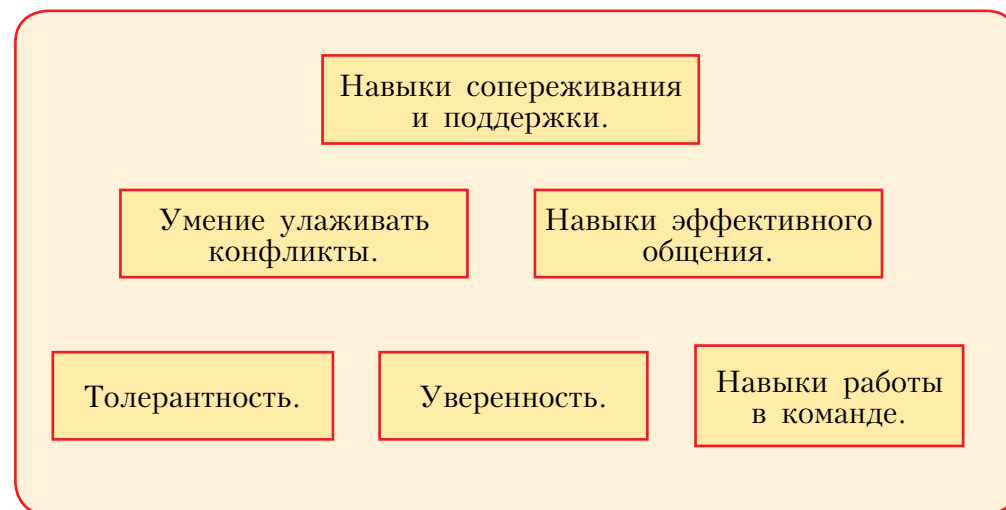 Навыки сопереживания
и поддержки.
Умение улаживать
конфликты.
Навыки эффективного
общения.
Толерантность.
Уверенность.
Навыки работы
в команде.